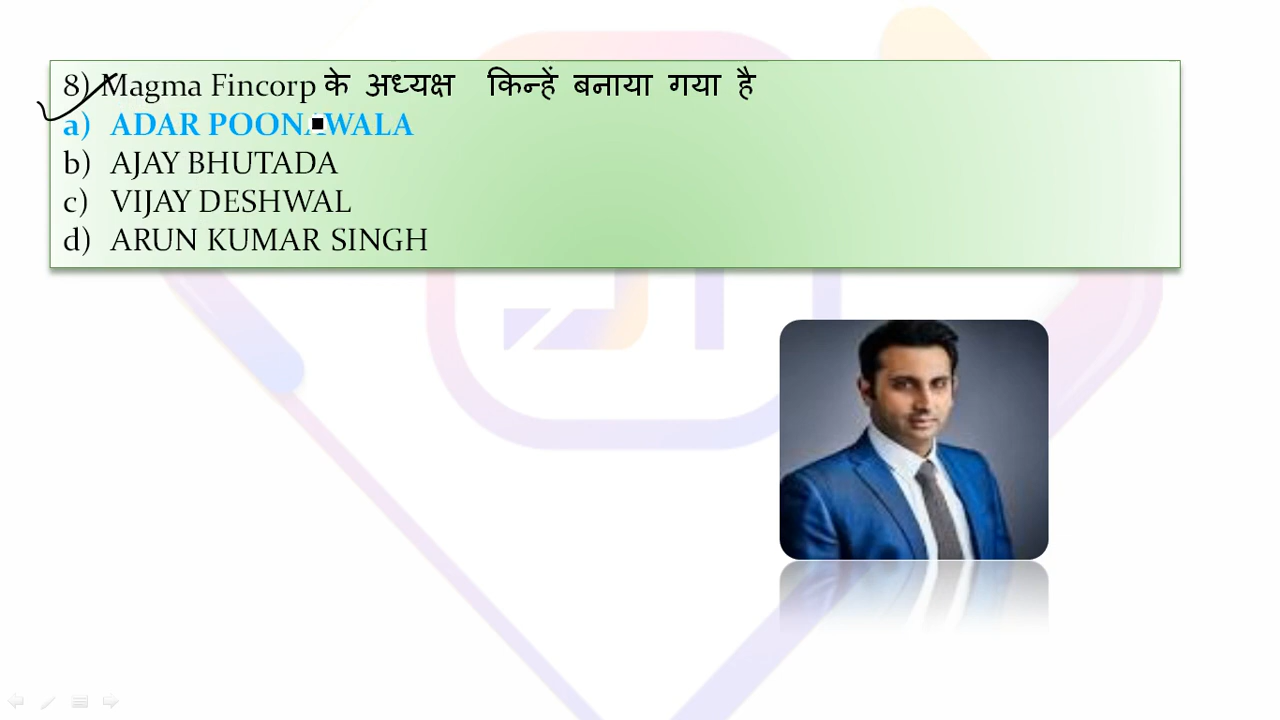 8) Magma Fincorp के अध्यक्ष किन्हें बनाया गया है
a) ADAR POONAWALA
b) AJAY BHUTADA
c) VIJAY DESHWAL
d) ARUN KUMAR SINGH